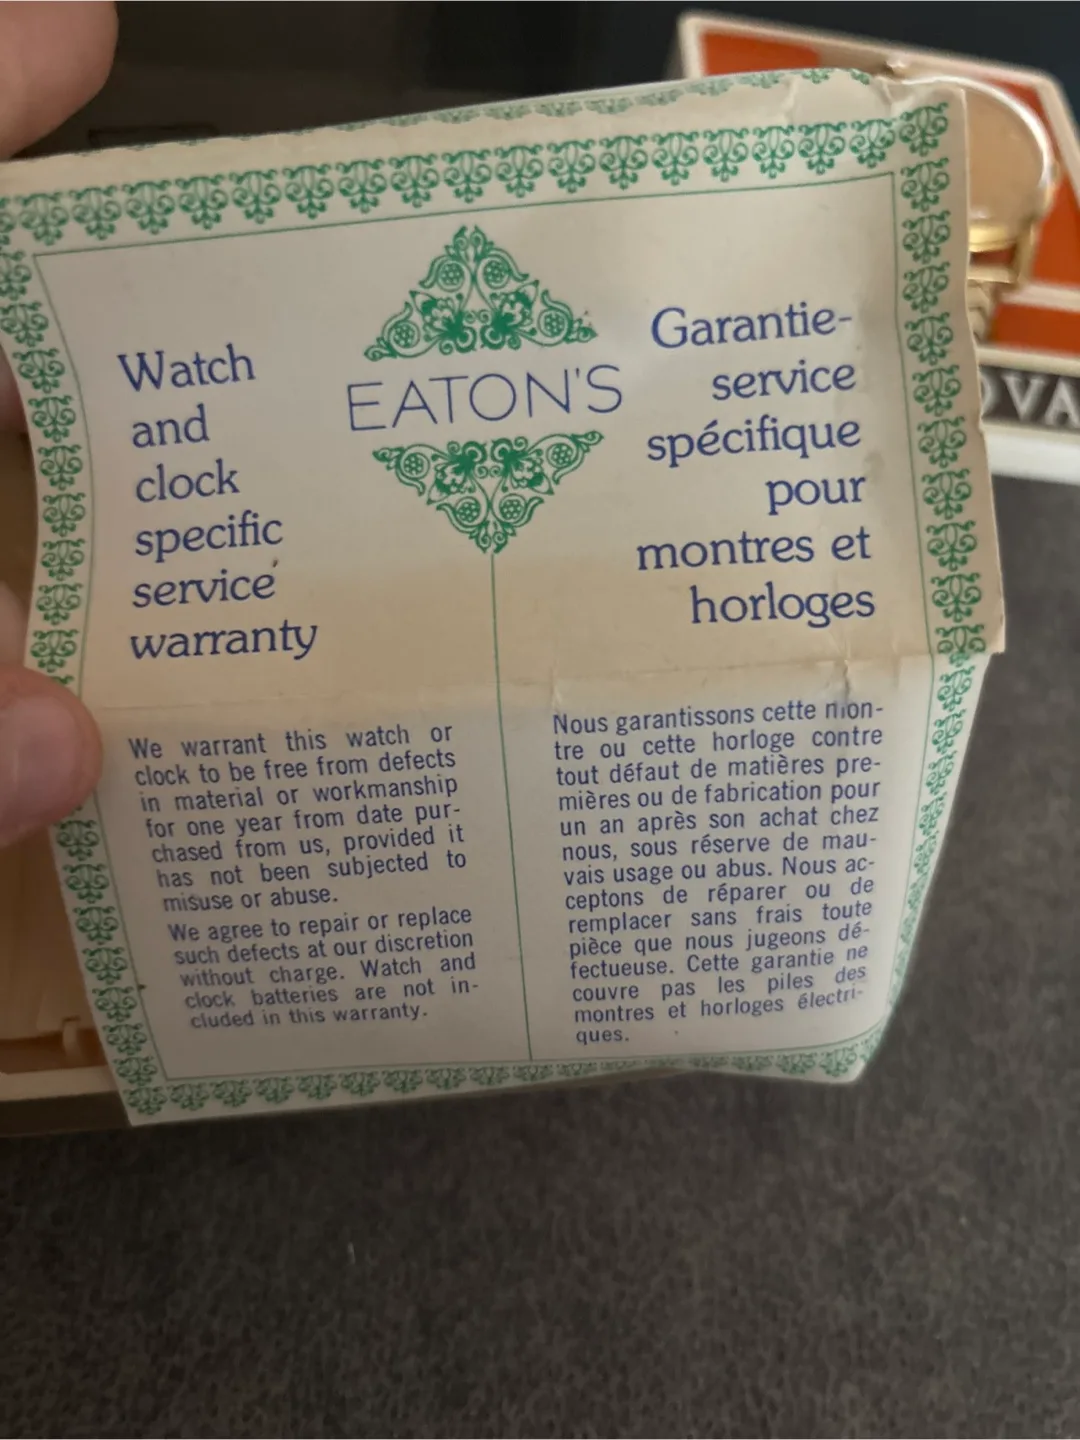 Watch
and
clock
specific
service
warranty
EATON'S
Garantie-
service
spécifique
pour
montres et
horloges
We warrant this watch or
clock to be free from defects
in material or workmanship
for one year from date pur-
chased from us, provided it
has not been subjected to
misuse or abuse.
We agree to repair or replace
such defects at our discretion
without charge. Watch and
clock batteries are not in-
cluded in this warranty.
Nous garantissons cette mon-
tre ou cette horloge contre
tout défaut de matières pre-
mières ou de fabrication pour
un an après son achat chez
nous, sous réserve de mau-
vais usage ou abus. Nous ac-
ceptons de réparer ou de
remplacer sans frais toute
pièce que nous jugeons dé-
fectueuse. Cette garantie ne
couvre pas les piles des
montres et horloges électri-
ques.